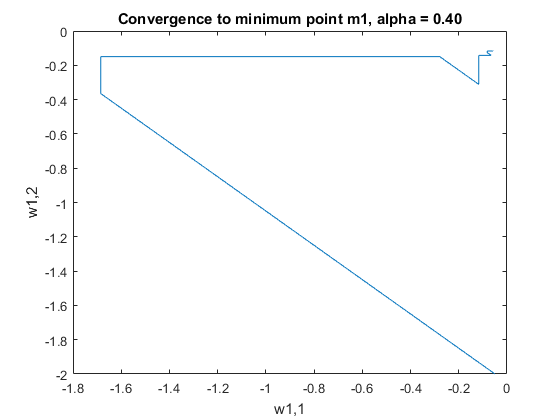 Convergence to minimum point m1, alpha = 0.40
0
-0.2
-0.4
-0.6
-0.8
-1
-1.2
-1.4
-1.6
-1.8
-2
w1,2
-1.8 -1.6 -1.4 -1.2 -1 -0.8 -0.6 -0.4 -0.2 0
w1,1